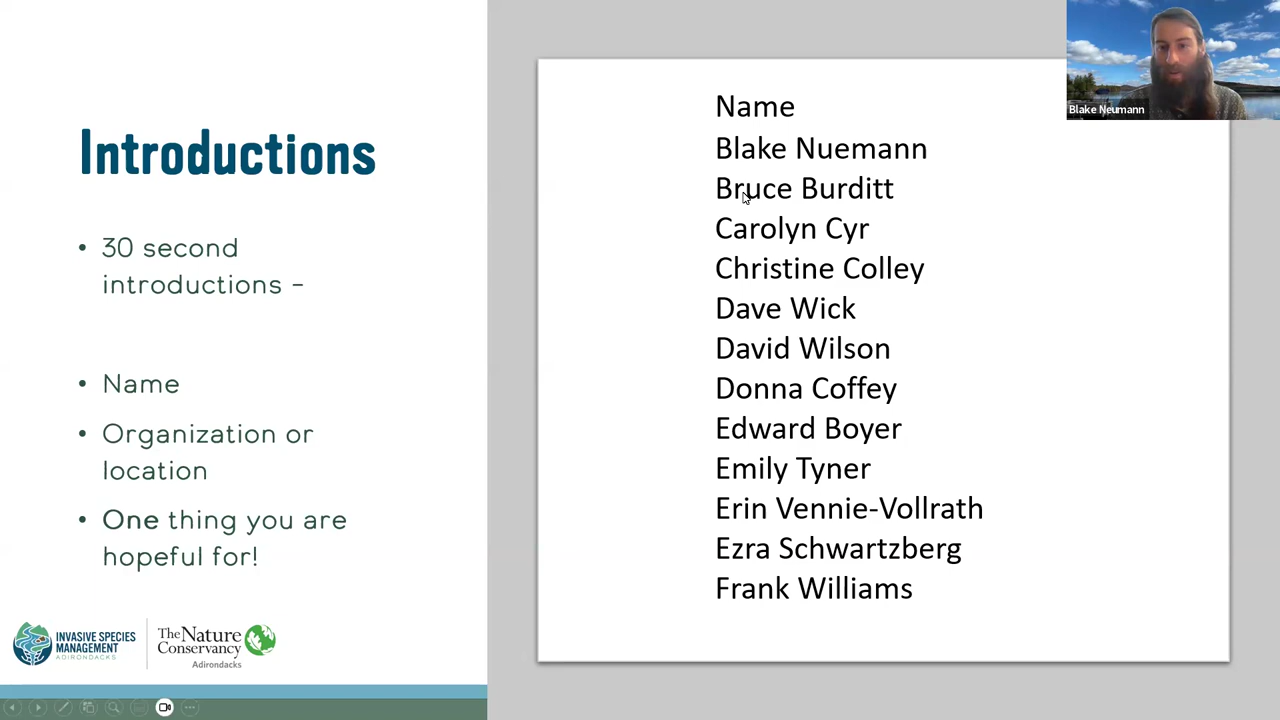 Introductions
• 30 second
introductions -
• Name
• Organization or
location
• One thing you are
hopeful for!
INVASIVE SPECIES
MANAGEMENT
ADIRONDACKS
The Nature
Conservancy
Adirondacks
Name
Blake Nuemann
Bruce Burditt
Carolyn Cyr
Christine Colley
Dave Wick
David Wilson
Donna Coffey
Edward Boyer
Emily Tyner
Erin Vennie-Vollrath
Ezra Schwartzberg
Frank Williams
Blake Neumann